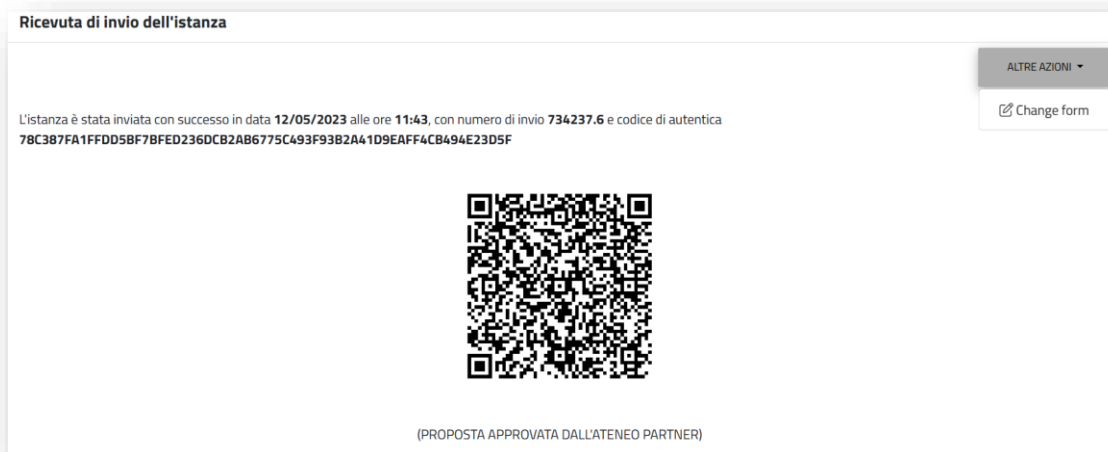 Ricevuta di invio dell'istanza
ALTRE AZIONI
Change form
L'istanza è stata inviata con successo in data 12/05/2023 alle ore 11:43, con numero di invio 734237.6 e codice di autentica
78C387FA1FFDD5BF7BFED236DCB2AB6775C493F93B2A41D9EAFF4CB494E23D5F
(PROPOSTA APPROVATA DALL'ATENEO PARTNER)